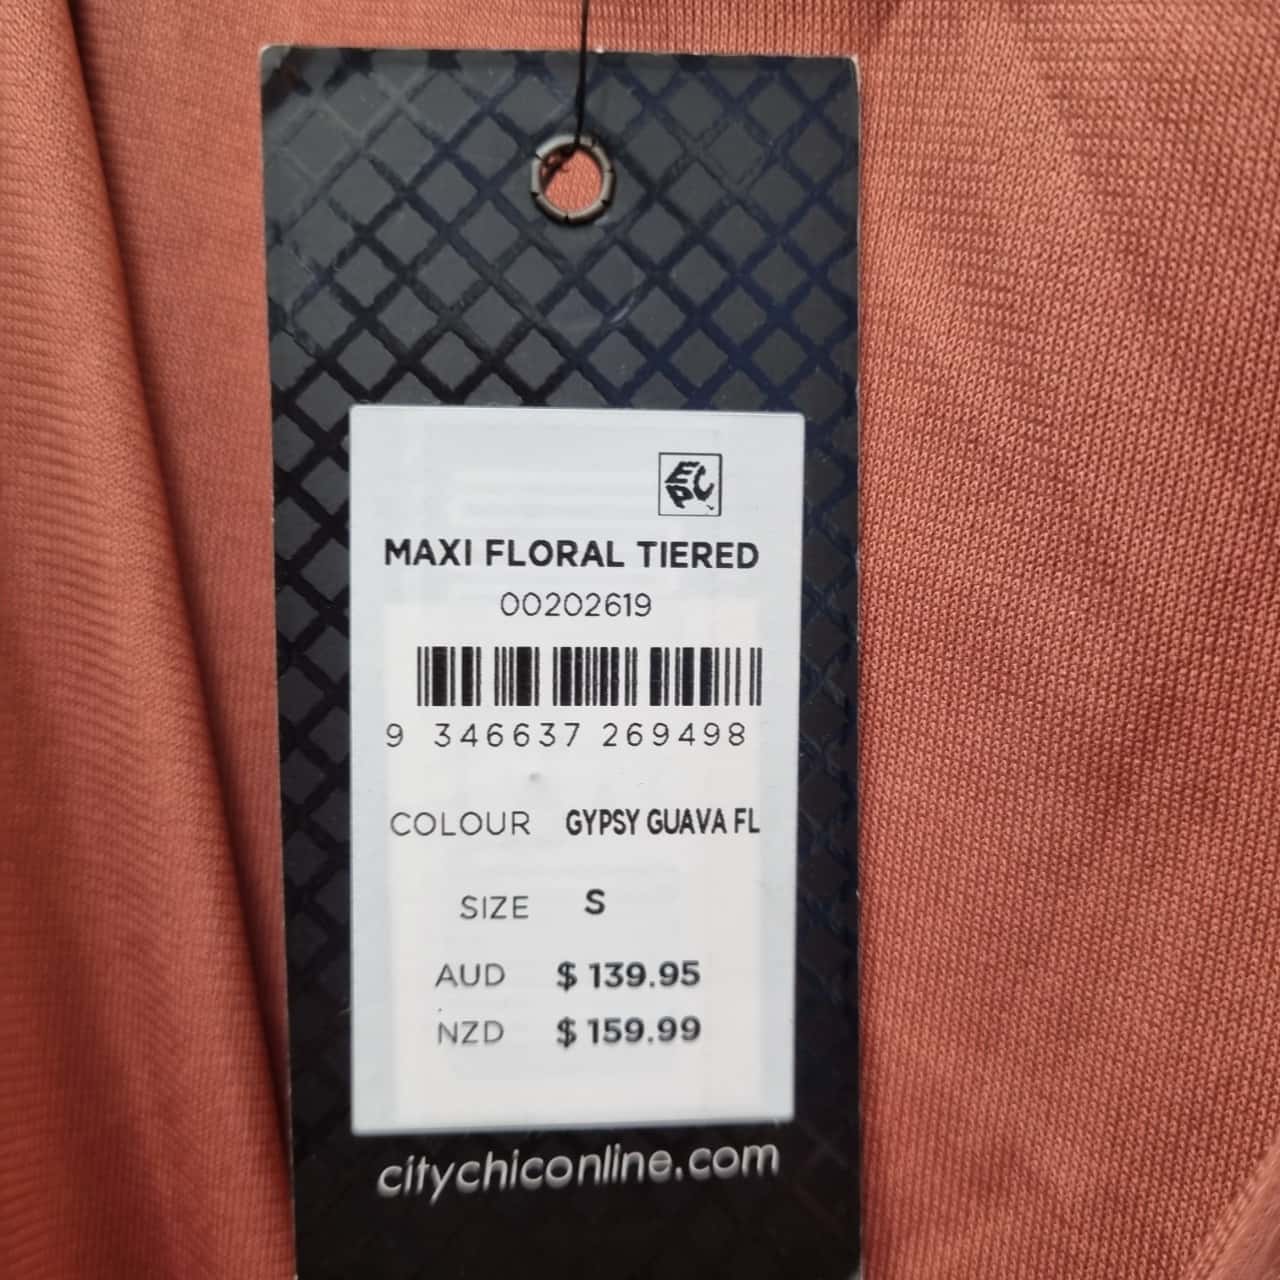 EPC
MAXI FLORAL TIERED
00202619
9 346637 269498
COLOUR GYPSY GUAVA FL
SIZE S
AUD $ 139.95
NZD $ 159.99
citychiconline.com